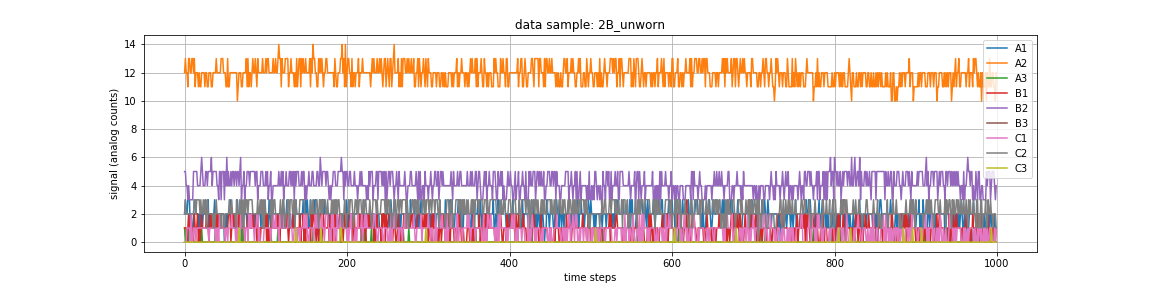 data sample: 2B_unworn
signal (analog counts)
14
12
10
8
6
4
2
0
0 200 400 600 800 1000
time steps
A1
A2
A3
B1
B2
B3
C1
C2
C3